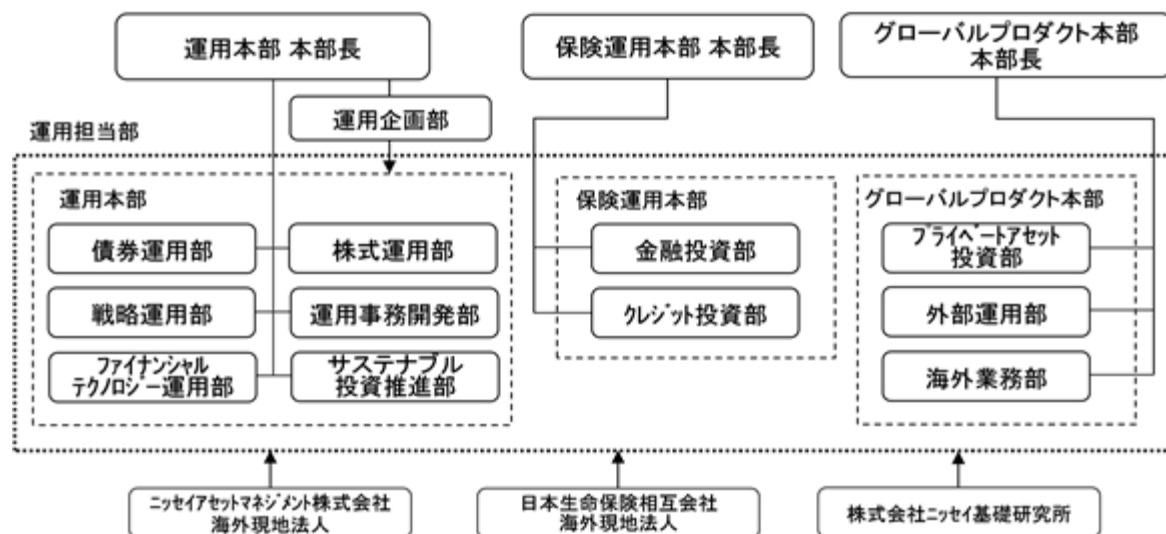 運用本部 本部長
保険運用本部 本部長
グローバルプロダクト本部
本部長
運用企画部
運用担当部
運用本部
債券運用部
株式運用部
戦略運用部
運用事務開発部
ファイナンシャル
テクノロジー運用部
サステナブル
投資推進部
保険運用本部
金融投資部
クレジット投資部
グローバルプロダクト本部
プライベートアセット
投資部
外部運用部
海外業務部
ニッセイアセットマネジメント株式会社
海外現地法人
日本生命保険相互会社
海外現地法人
株式会社ニッセイ基礎研究所